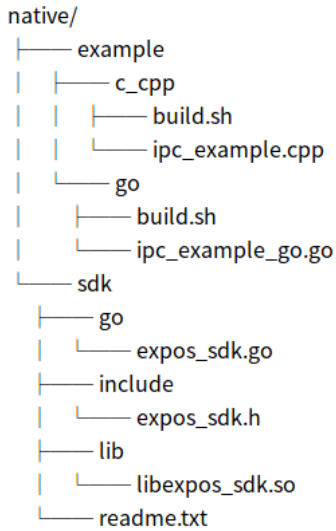 native/
├── example
│ ├── c_cpp
│ │ ├── build.sh
│ │ └── ipc_example.cpp
│ └── go
│ ├── build.sh
│ └── ipc_example_go.go
└── sdk
├── go
│ └── expos_sdk.go
├── include
│ └── expos_sdk.h
├── lib
│ └── libexpos_sdk.so
└── readme.txt